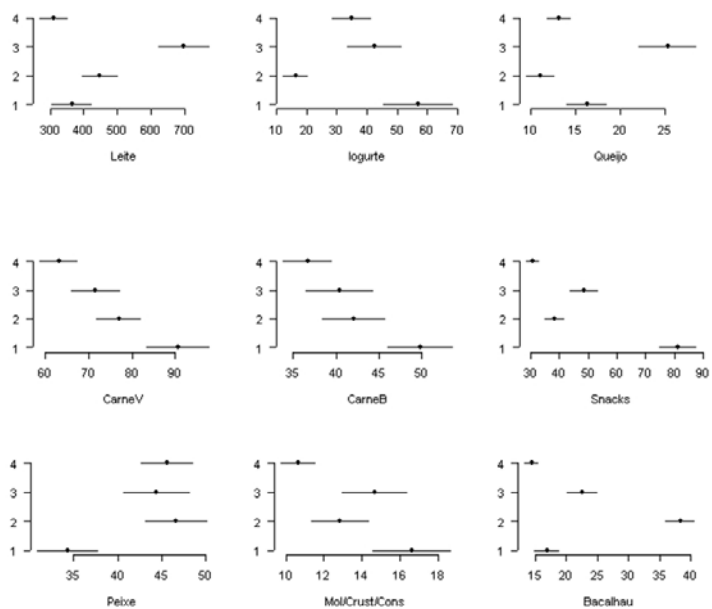 4 4 4
3 3 3
2 2 2
1 1 1
300 400 500 600 700 10 20 30 40 50 60 70 10 15 20 25
Leite Iogurte Queijo
4 4 4
3 3 3
2 2 2
1 1 1
60 70 80 90 35 40 45 50 30 40 50 60 70 80 90
CarneV CarneB Snacks
4 4 4
3 3 3
2 2 2
1 1 1
35 40 45 50 10 12 14 16 18 15 20 25 30 35 40
Peixe Mol/Crust/Cons Bacalhau